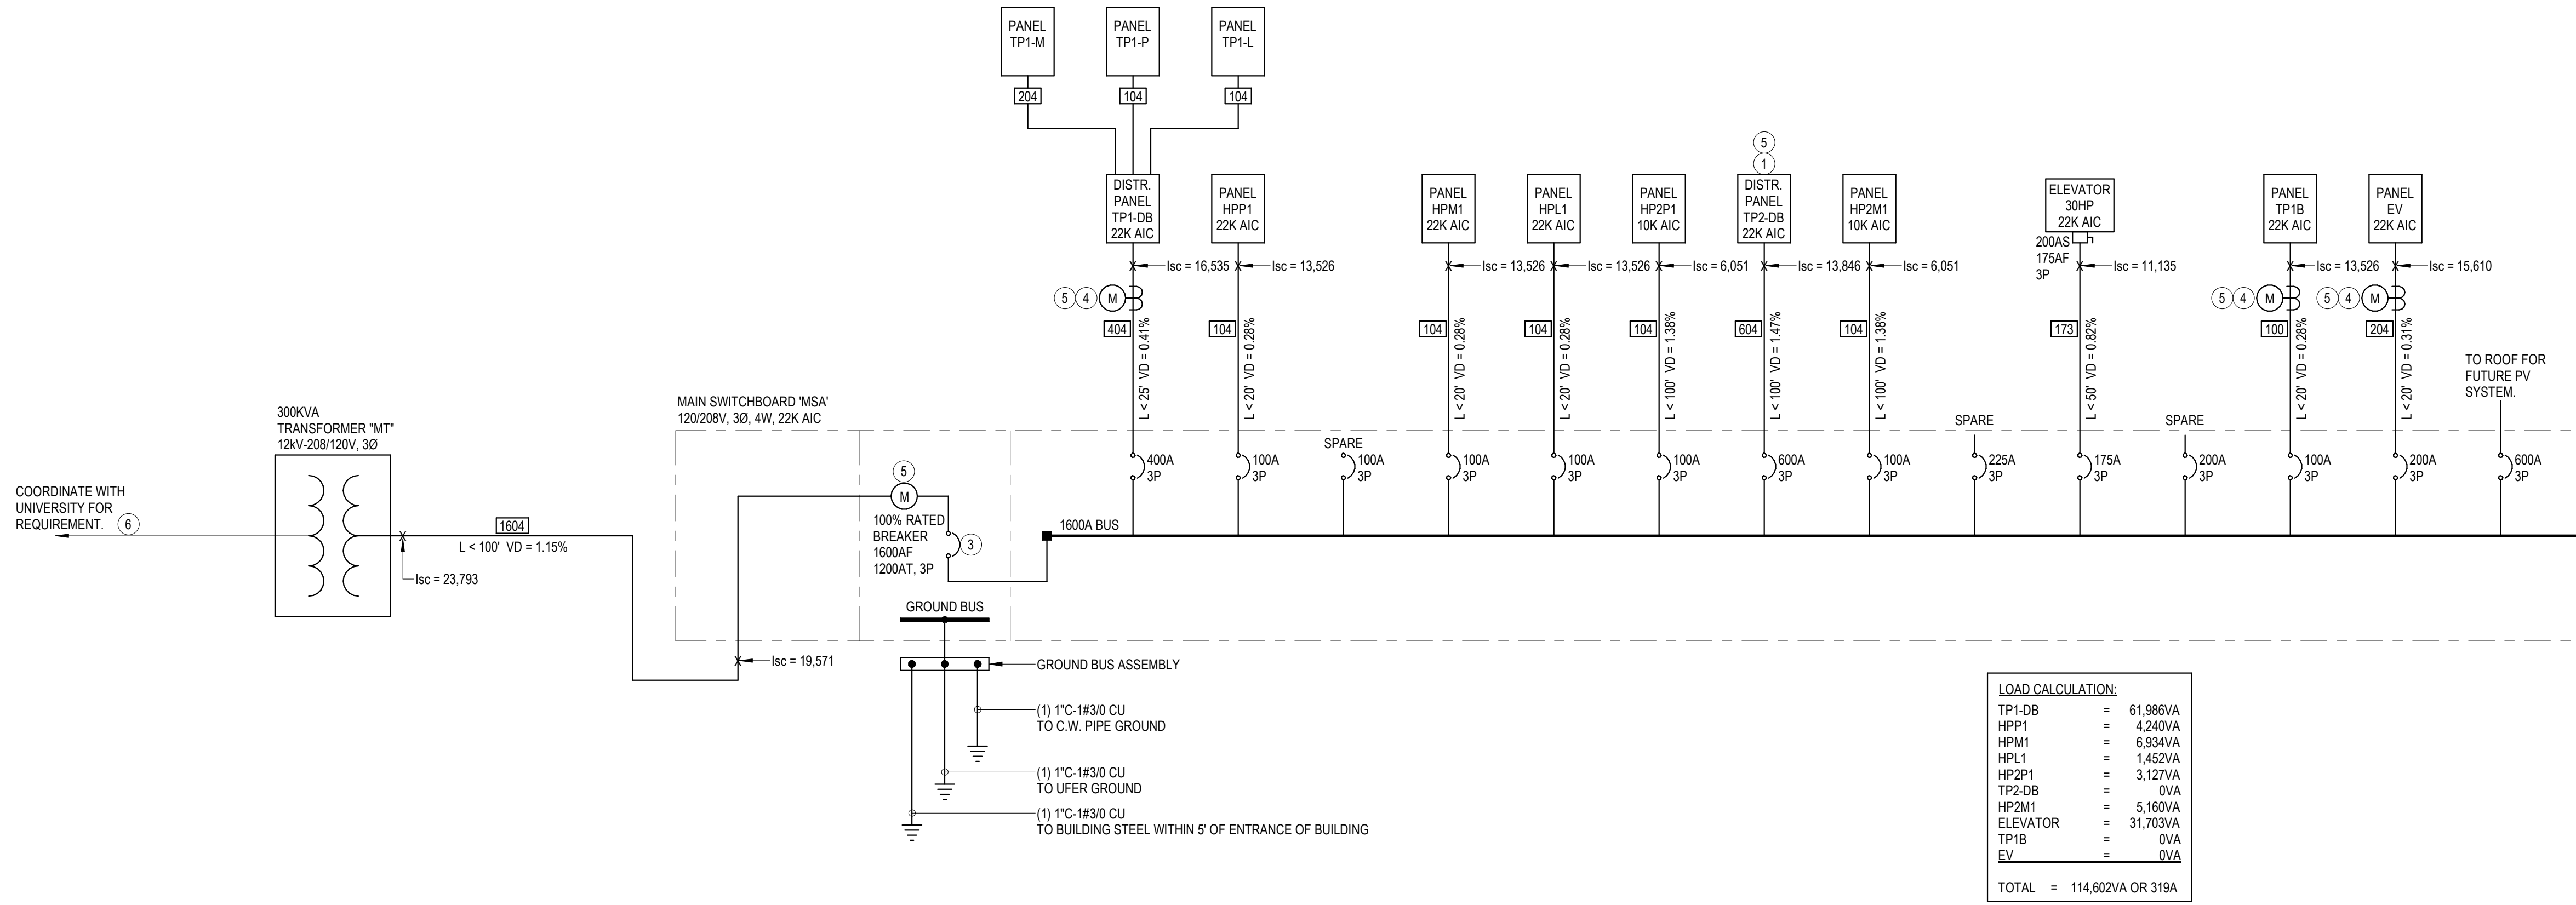 PANEL
TP1-M
204
PANEL
TP1-P
104
PANEL
TP1-L
104
DISTR.
PANEL
TP1-DB
22K AIC
PANEL
HPP1
22K AIC
PANEL
HPM1
22K AIC
PANEL
HPL1
22K AIC
PANEL
HP2P1
10K AIC
5
1
DISTR.
PANEL
TP2-DB
22K AIC
PANEL
HP2M1
10K AIC
ELEVATOR
30HP
22K AIC
200AS
175AF
3P
PANEL
TP1B
22K AIC
PANEL
EV
22K AIC
Isc = 16,535
Isc = 13,526
Isc = 13,526
Isc = 13,526
Isc = 6,051
Isc = 13,846
Isc = 6,051
Isc = 11,135
Isc = 13,526
Isc = 15,610
5 4 M
5 4 M
5 4 M
404
L < 25' VD = 0.41%
104
L < 20' VD = 0.28%
104
L < 20' VD = 0.28%
104
L < 20' VD = 0.28%
104
L < 100' VD = 1.38%
604
L < 100' VD = 1.47%
104
L < 100' VD = 1.38%
173
L < 50' VD = 0.82%
100
L < 20' VD = 0.28%
204
L < 20' VD = 0.31%
TO ROOF FOR
FUTURE PV
SYSTEM.
300KVA
TRANSFORMER "MT"
12kV-208/120V, 3Ø
MAIN SWITCHBOARD 'MSA'
120/208V, 3Ø, 4W, 22K AIC
400A
3P
100A
3P
SPARE
100A
3P
100A
3P
100A
3P
100A
3P
600A
3P
100A
3P
SPARE
225A
3P
175A
3P
SPARE
200A
3P
100A
3P
200A
3P
600A
3P
COORDINATE WITH
UNIVERSITY FOR
REQUIREMENT. 6
1604
L < 100' VD = 1.15%
Isc = 23,793
5
M
100% RATED
BREAKER
1600AF
1200AT, 3P
3
1600A BUS
GROUND BUS
Isc = 19,571
GROUND BUS ASSEMBLY
(1) 1"C-1#3/0 CU
TO C.W. PIPE GROUND
(1) 1"C-1#3/0 CU
TO UFER GROUND
(1) 1"C-1#3/0 CU
TO BUILDING STEEL WITHIN 5' OF ENTRANCE OF BUILDING
LOAD CALCULATION:
TP1-DB = 61,986VA
HPP1 = 4,240VA
HPM1 = 6,934VA
HPL1 = 1,452VA
HP2P1 = 3,127VA
TP2-DB = 0VA
HP2M1 = 5,160VA
ELEVATOR = 31,703VA
TP1B = 0VA
EV = 0VA
TOTAL = 114,602VA OR 319A